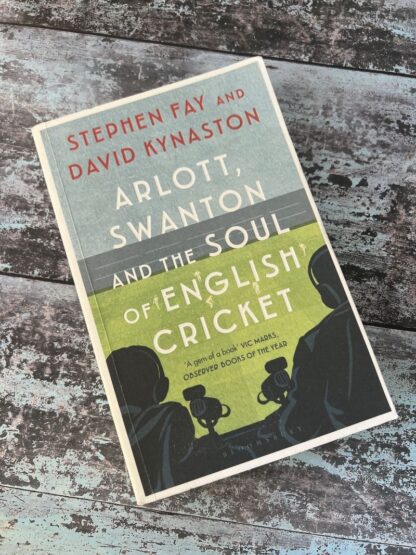 STEPHEN FAY AND
DAVID KYNASTON
ARLOTT,
SWANTON
AND THE SOUL
OF ENGLISH
CRICKET
'A gem of a book' VIC MARKS,
OBSERVER BOOKS OF THE YEAR